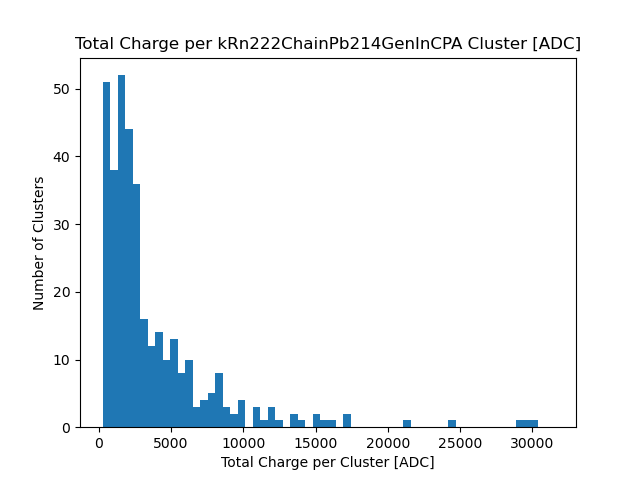 Total Charge per kRn222ChainPb214GenInCPA Cluster [ADC]
50
40
30
20
10
0
Number of Clusters
0 5000 10000 15000 20000 25000 30000
Total Charge per Cluster [ADC]